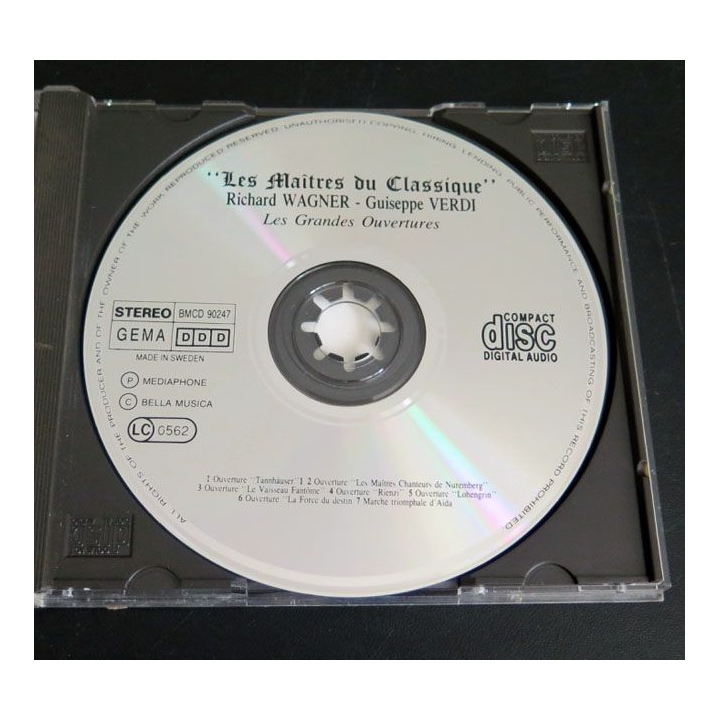 ALL RIGHTS OF THE PRODUCER AND OF THE OWNER OF THE WORK REPRODUCED RESERVED. UNAUTHORISED COPYING, HIRING, LENDING, PUBLIC PERFORMANCE AND BROADCASTING OF THIS RECORD PROHIBITED
"Les Maîtres du Classique"
Richard WAGNER - Guiseppe VERDI
Les Grandes Ouvertures
STEREO BMCD 90247
GEMA D D D
MADE IN SWEDEN
P MEDIAPHONE
C BELLA MUSICA
LC 0562
COMPACT
disc
DIGITAL AUDIO
1 Ouverture "Tannhäuser" 1 2 Ouverture "Les Maîtres Chanteurs de Nuremberg"
3 Ouverture "Le Vaisseau Fantôme" 4 Ouverture "Rienzi" 5 Ouverture "Lohengrin"
6 Ouverture "La Force du destin 7 Marche triomphale d'Aida